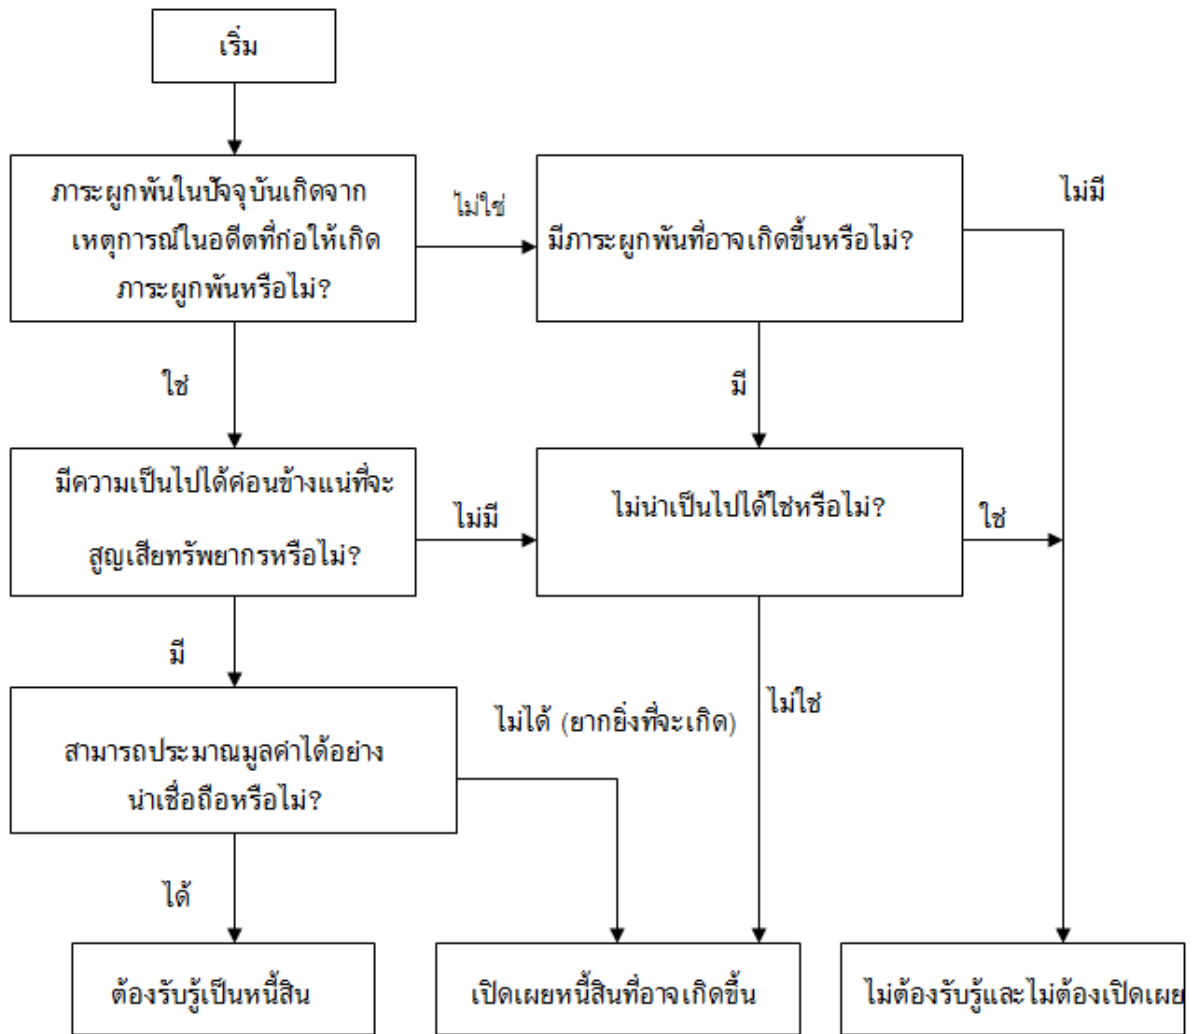 เริ่ม
ภาระผูกพันในปัจจุบันเกิดจาก
เหตุการณ์ในอดีตที่ก่อให้เกิด
ภาระผูกพันหรือไม่?
ไม่ใช่
มีภาระผูกพันที่อาจเกิดขึ้นหรือไม่?
ไม่มี
ใช่
มี
มีความเป็นไปได้ค่อนข้างแน่ที่จะ
สูญเสียทรัพยากรหรือไม่?
ไม่มี
ไม่น่าเป็นไปได้ใช่หรือไม่?
ใช่
มี
สามารถประมาณมูลค่าได้อย่าง
น่าเชื่อถือหรือไม่?
ไม่ได้ (ยากยิ่งที่จะเกิด)
ไม่ใช่
ได้
ต้องรับรู้เป็นหนี้สิน
เปิดเผยหนี้สินที่อาจเกิดขึ้น
ไม่ต้องรับรู้และไม่ต้องเปิดเผย